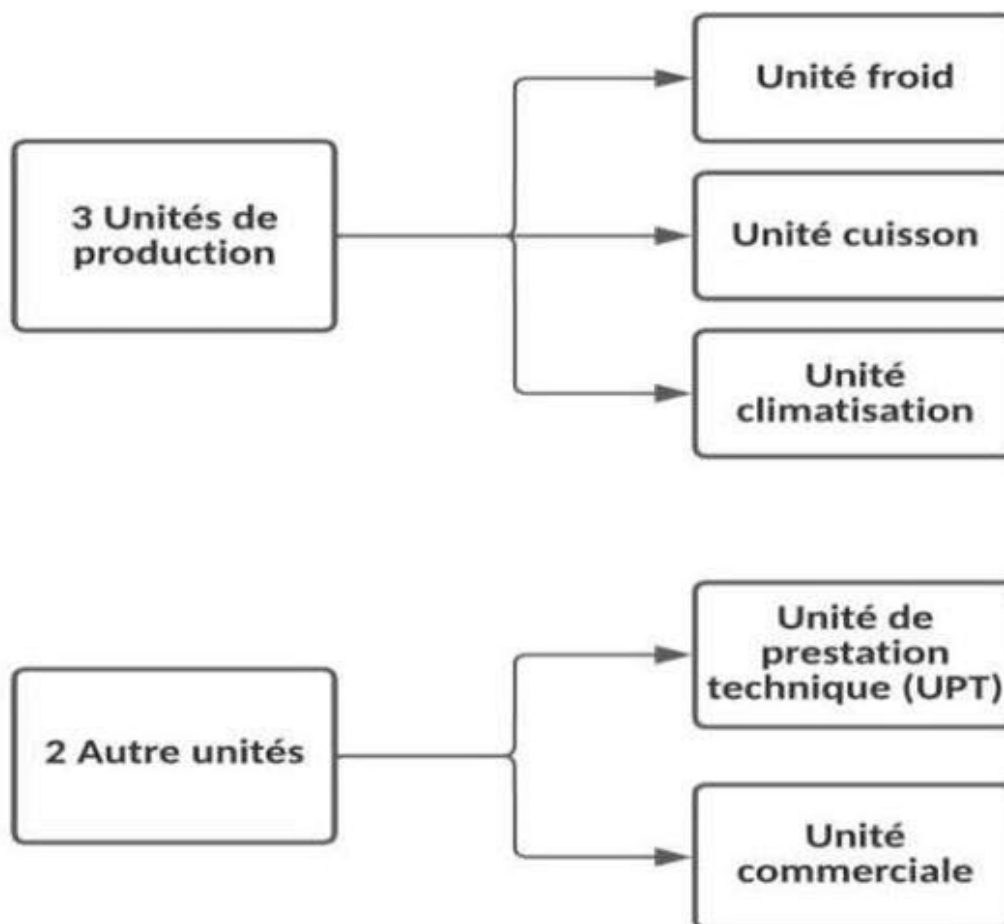 Unité froid
3 Unités de
production
Unité cuisson
Unité
climatisation
Unité de
prestation
technique (UPT)
2 Autre unités
Unité
commerciale